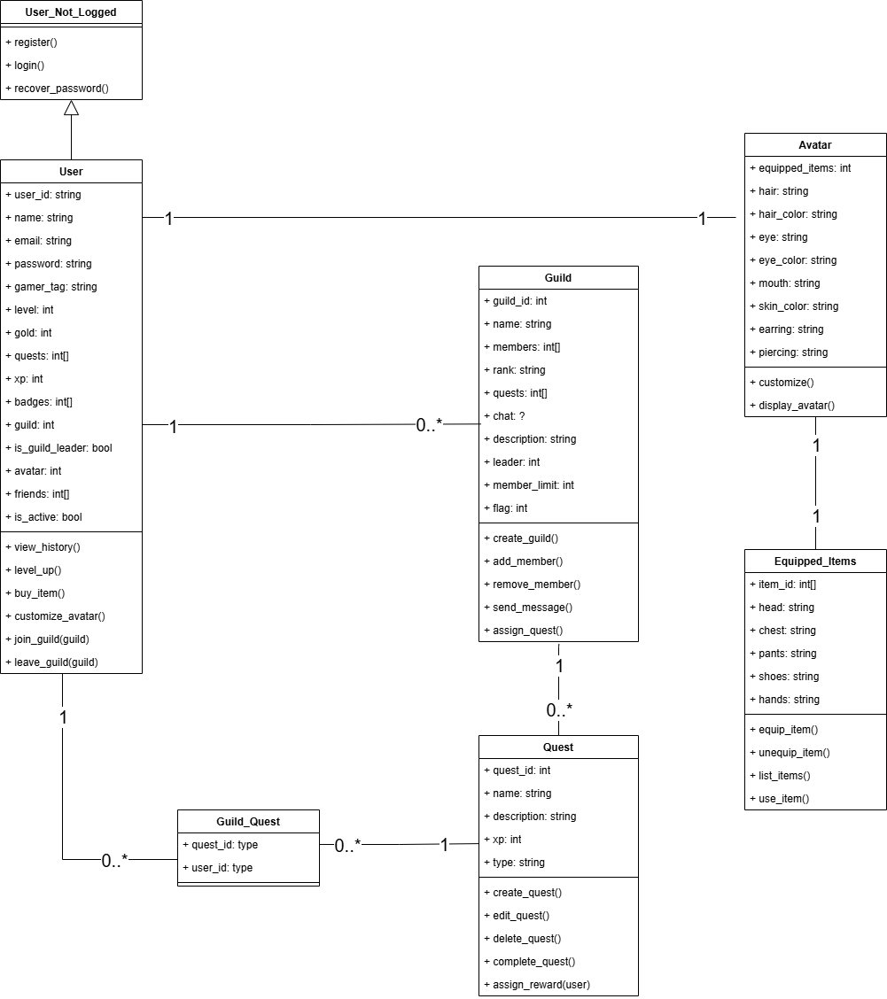 User_Not_Logged
+ register()
+ login()
+ recover_password()
User
+ user_id: string
+ name: string
+ email: string
+ password: string
+ gamer_tag: string
+ level: int
+ gold: int
+ quests: int[]
+ xp: int
+ badges: int[]
+ guild: int
+ is_guild_leader: bool
+ avatar: int
+ friends: int[]
+ is_active: bool
+ view_history()
+ level_up()
+ buy_item()
+ customize_avatar()
+ join_guild(guild)
+ leave_guild(guild)
1
1
Avatar
+ equipped_items: int
+ hair: string
+ hair_color: string
+ eye: string
+ eye_color: string
+ mouth: string
+ skin_color: string
+ earring: string
+ piercing: string
+ customize()
+ display_avatar()
1
0..*
Guild
+ guild_id: int
+ name: string
+ members: int[]
+ rank: string
+ quests: int[]
+ chat: ?
+ description: string
+ leader: int
+ member_limit: int
+ flag: int
+ create_guild()
+ add_member()
+ remove_member()
+ send_message()
+ assign_quest()
1
1
Equipped_Items
+ item_id: int[]
+ head: string
+ chest: string
+ pants: string
+ shoes: string
+ hands: string
+ equip_item()
+ unequip_item()
+ list_items()
+ use_item()
1
0..*
1
0..*
Guild_Quest
+ quest_id: type
+ user_id: type
0..*
1
Quest
+ quest_id: int
+ name: string
+ description: string
+ xp: int
+ type: string
+ create_quest()
+ edit_quest()
+ delete_quest()
+ complete_quest()
+ assign_reward(user)